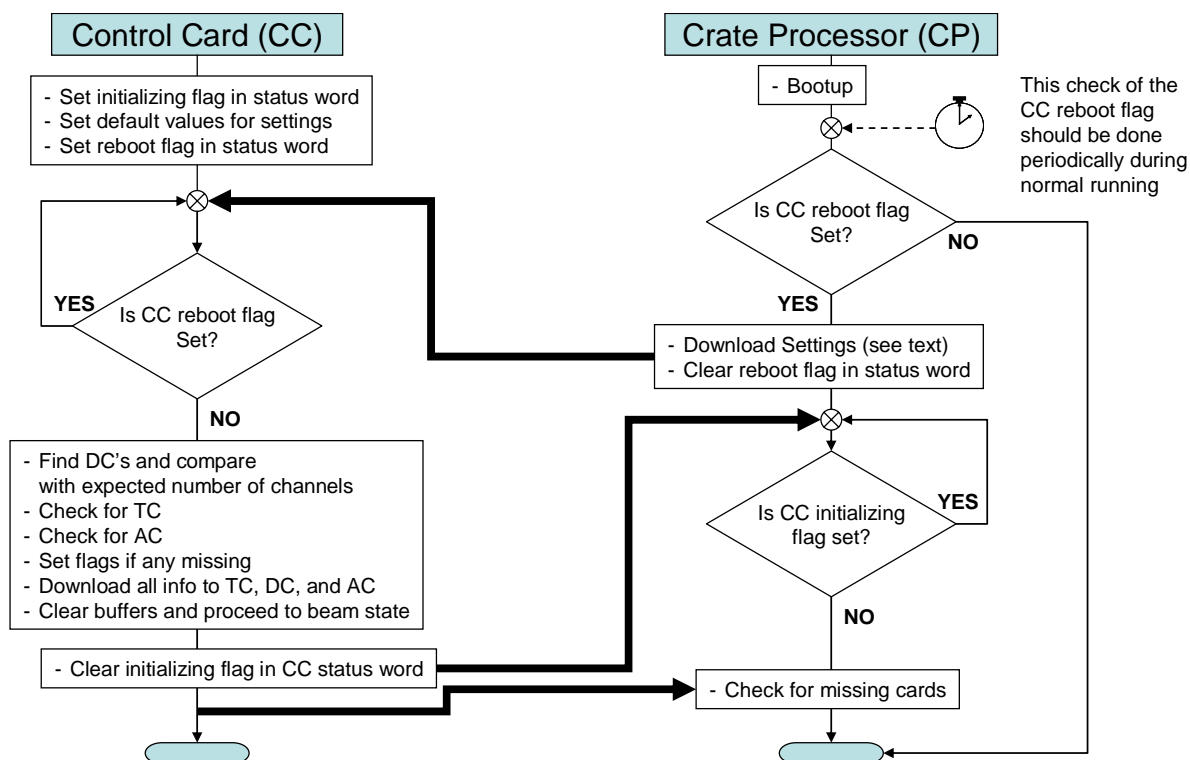 Control Card (CC)
- Set initializing flag in status word
- Set default values for settings
- Set reboot flag in status word
YES
Is CC reboot flag
Set?
NO
- Find DC's and compare
with expected number of channels
- Check for TC
- Check for AC
- Set flags if any missing
- Download all info to TC, DC, and AC
- Clear buffers and proceed to beam state
- Clear initializing flag in CC status word
Crate Processor (CP)
- Bootup
This check of the
CC reboot flag
should be done
periodically during
normal running
Is CC reboot flag
Set?
NO
YES
- Download Settings (see text)
- Clear reboot flag in status word
YES
Is CC initializing
flag set?
NO
- Check for missing cards